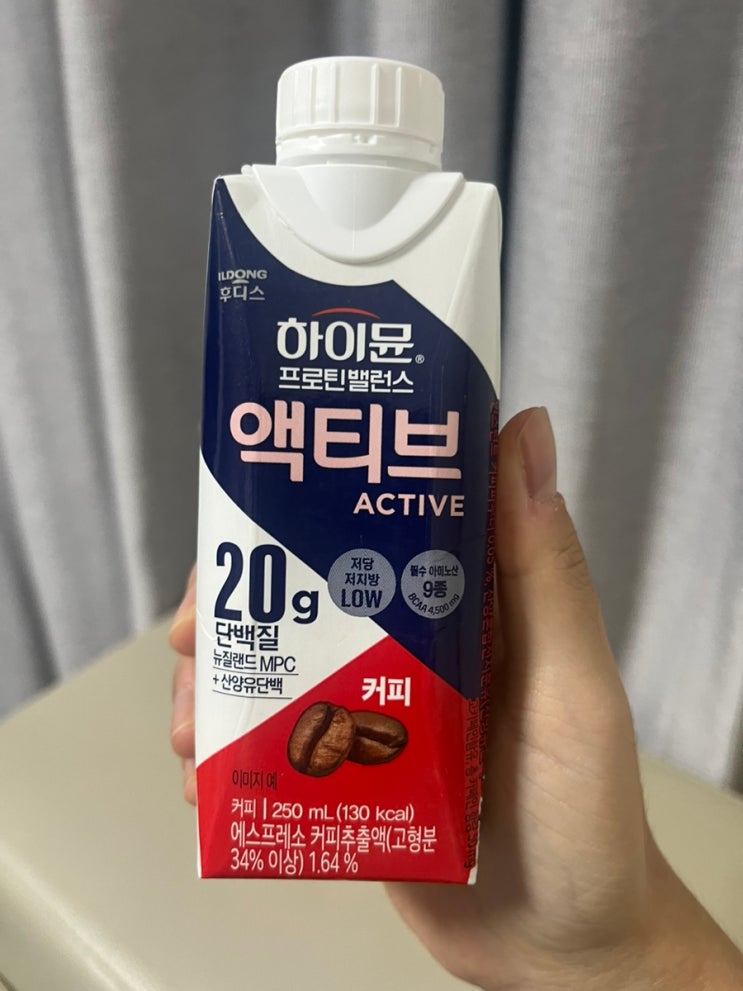 ILDONG
후디스
하이뮨®
프로틴밸런스
액티브
ACTIVE
20g
단백질
뉴질랜드 MPC
+ 산양유단백
저당
저지방
LOW
필수 아미노산
9종
BCAA 4,500 mg
커피
이미지 예
커피 | 250 mL (130 kcal)
에스프레소 커피추출액(고형분
34% 이상) 1.64 %